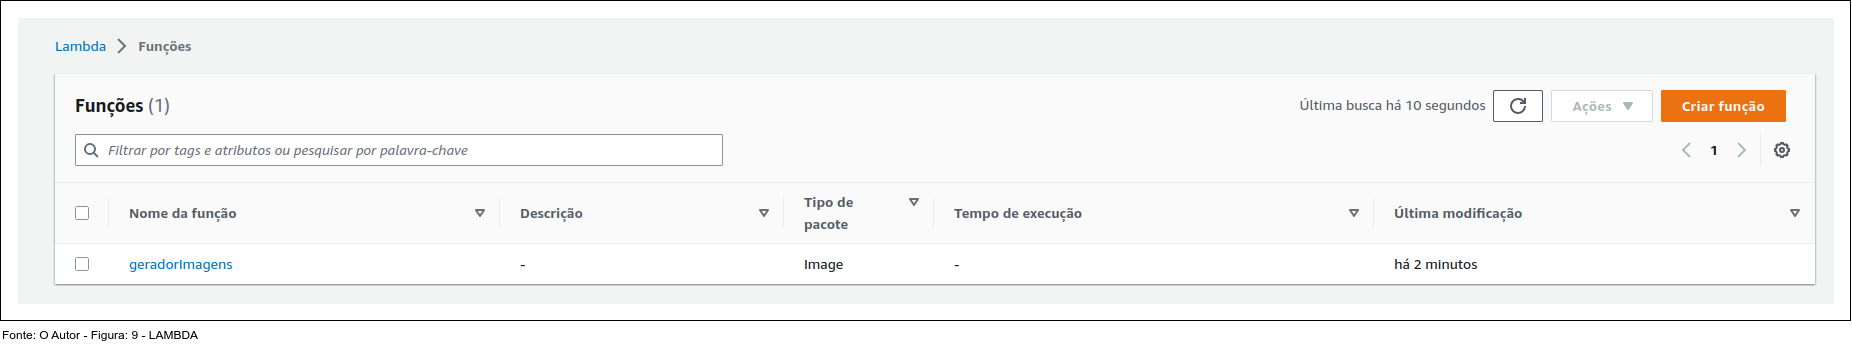 Lambda > Funções
Funções (1)
Última busca há 10 segundos
Ações
Criar função
Filtrar por tags e atributos ou pesquisar por palavra-chave
1
Nome da função
Descrição
Tipo de
pacote
Tempo de execução
Última modificação
geradorImagens
-
Image
-
há 2 minutos
Fonte: O Autor - Figura: 9 - LAMBDA